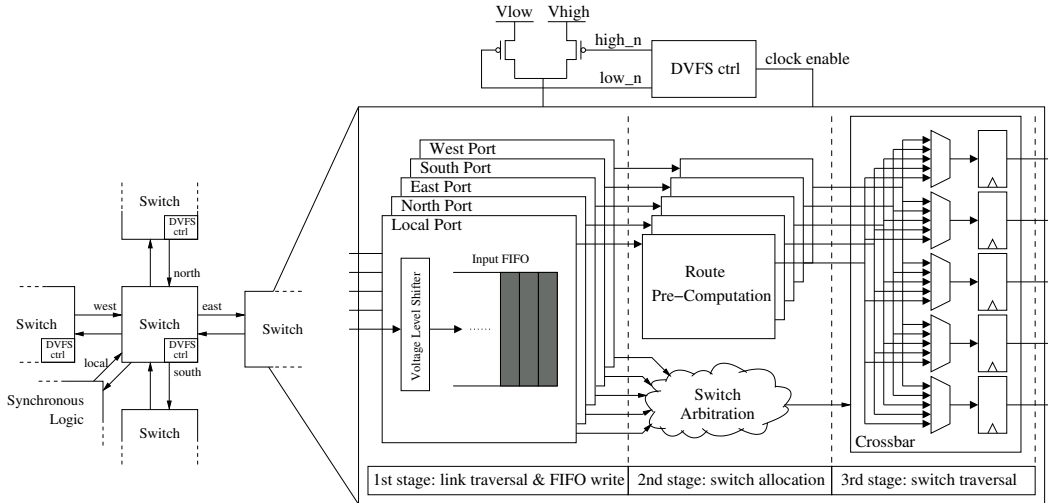 Vlow
Vhigh
high_n
low_n
DVFS ctrl
clock enable
West Port
South Port
East Port
North Port
Local Port
Input FIFO
Voltage Level Shifter
......
Route
Pre−Computation
Switch
Arbitration
Crossbar
1st stage: link traversal & FIFO write
2nd stage: switch allocation
3rd stage: switch traversal
Switch
DVFS
ctrl
north
west
east
Switch
DVFS
ctrl
Switch
DVFS
ctrl
Switch
local
south
Synchronous
Logic
Switch